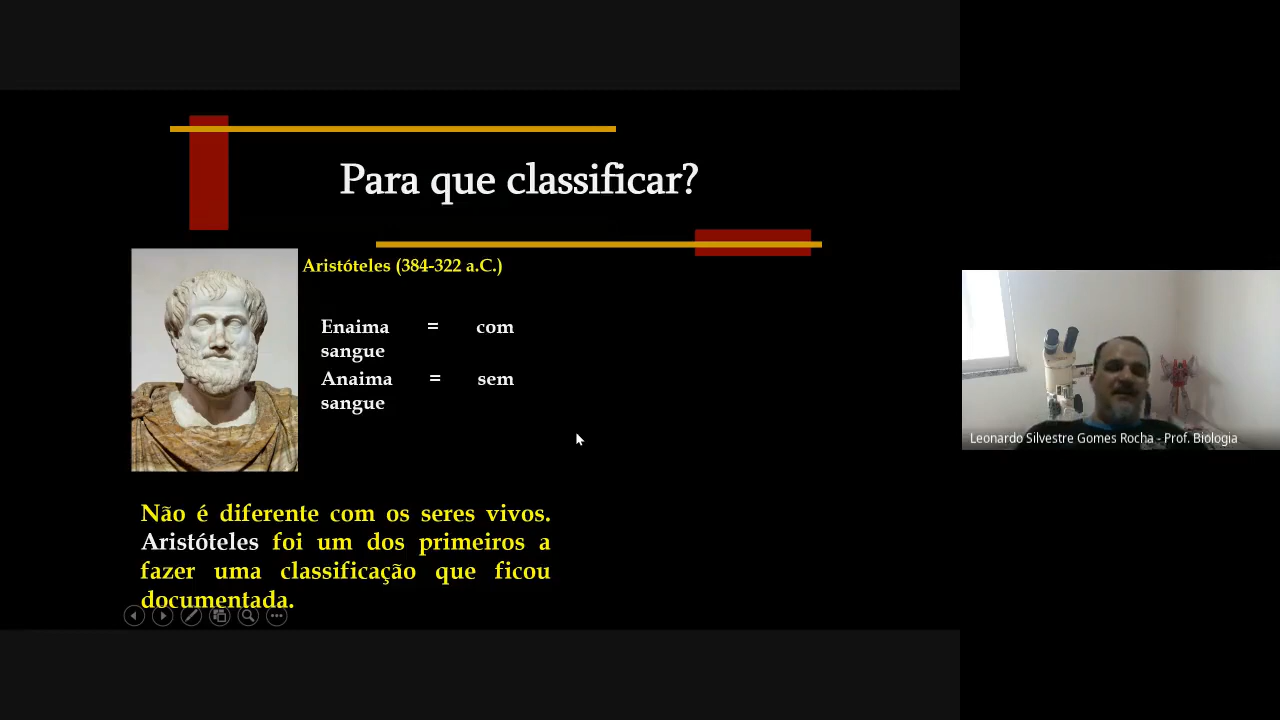 Para que classificar?
Aristóteles (384-322 a.C.)
Enaima = com
sangue
Anaima = sem
sangue
Não é diferente com os seres vivos.
Aristóteles foi um dos primeiros a
fazer uma classificação que ficou
documentada.
Leonardo Silvestre Gomes Rocha - Prof. Biologia